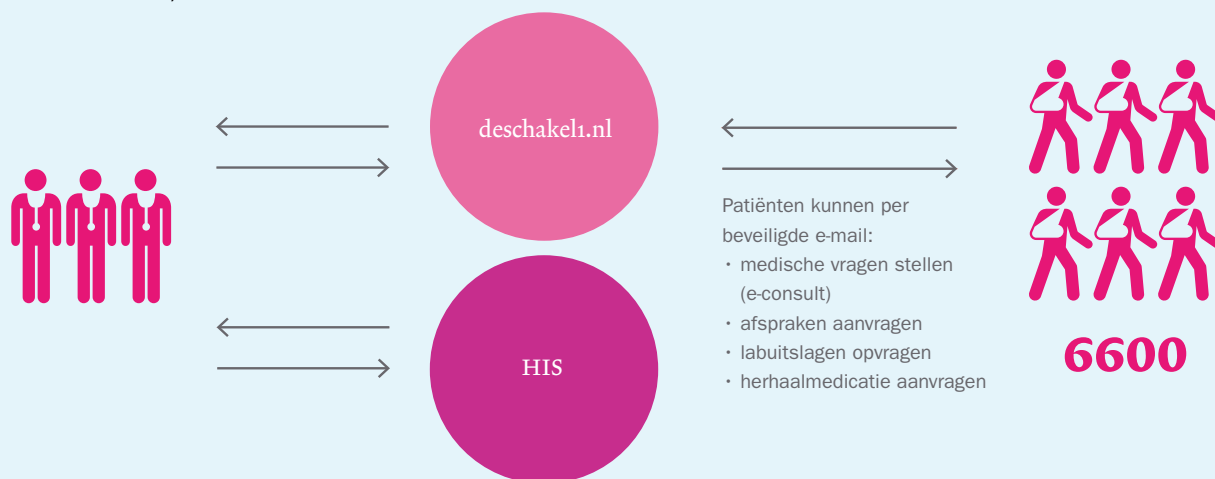 deschakel1.nl
Patiënten kunnen per
beveiligde e-mail:
• medische vragen stellen
(e-consult)
• afspraken aanvragen
• labuitslagen opvragen
• herhaalmedicatie aanvragen
HIS
6600